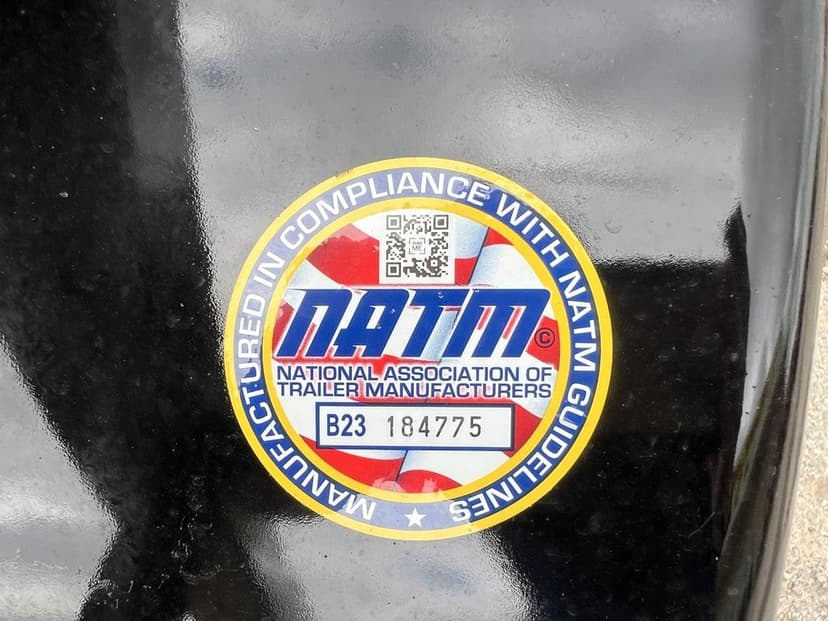 MANUFACTURED IN COMPLIANCE WITH NATM GUIDELINES
NATM ©
NATIONAL ASSOCIATION OF
TRAILER MANUFACTURERS
B23 184775